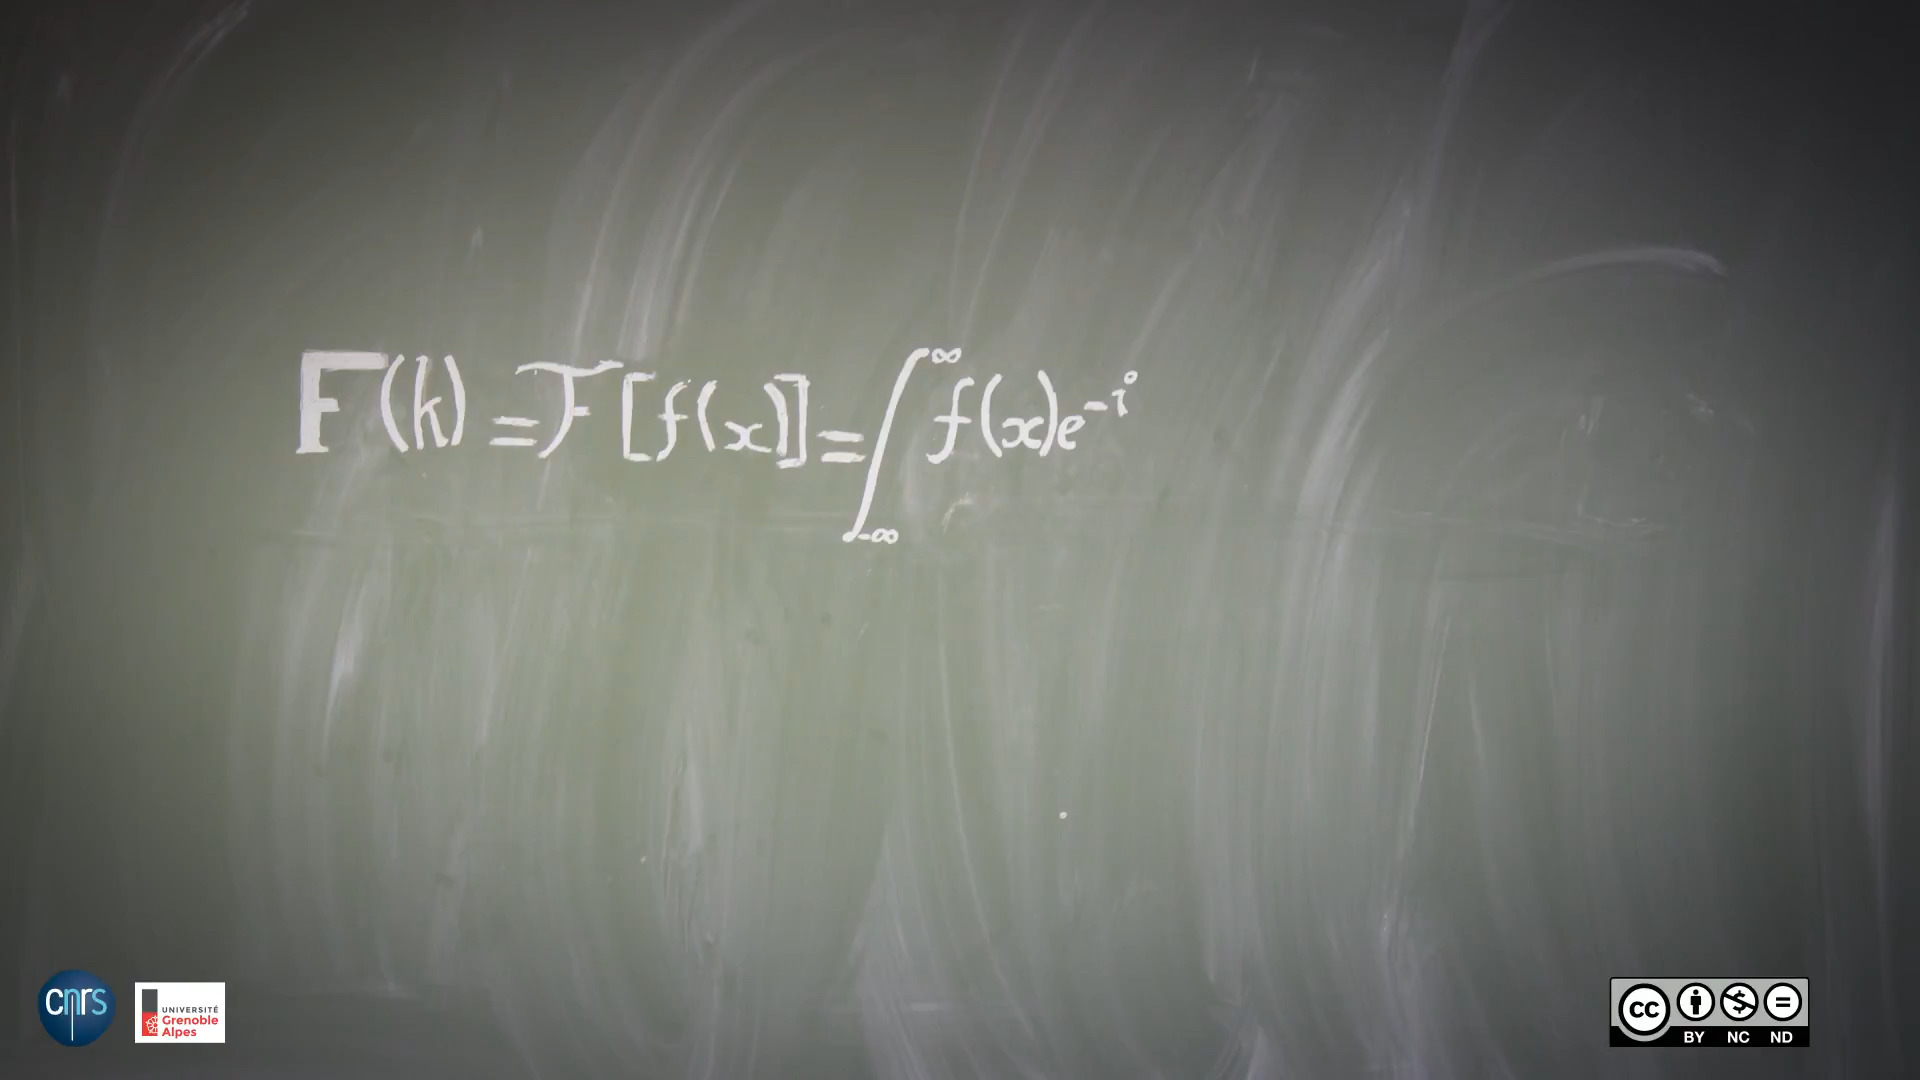 F(k) = F[f(x)] = ∫_{-∞}^{∞} f(x)e^{-i}
cnrs
UNIVERSITÉ
Grenoble
Alpes
cc
BY NC ND